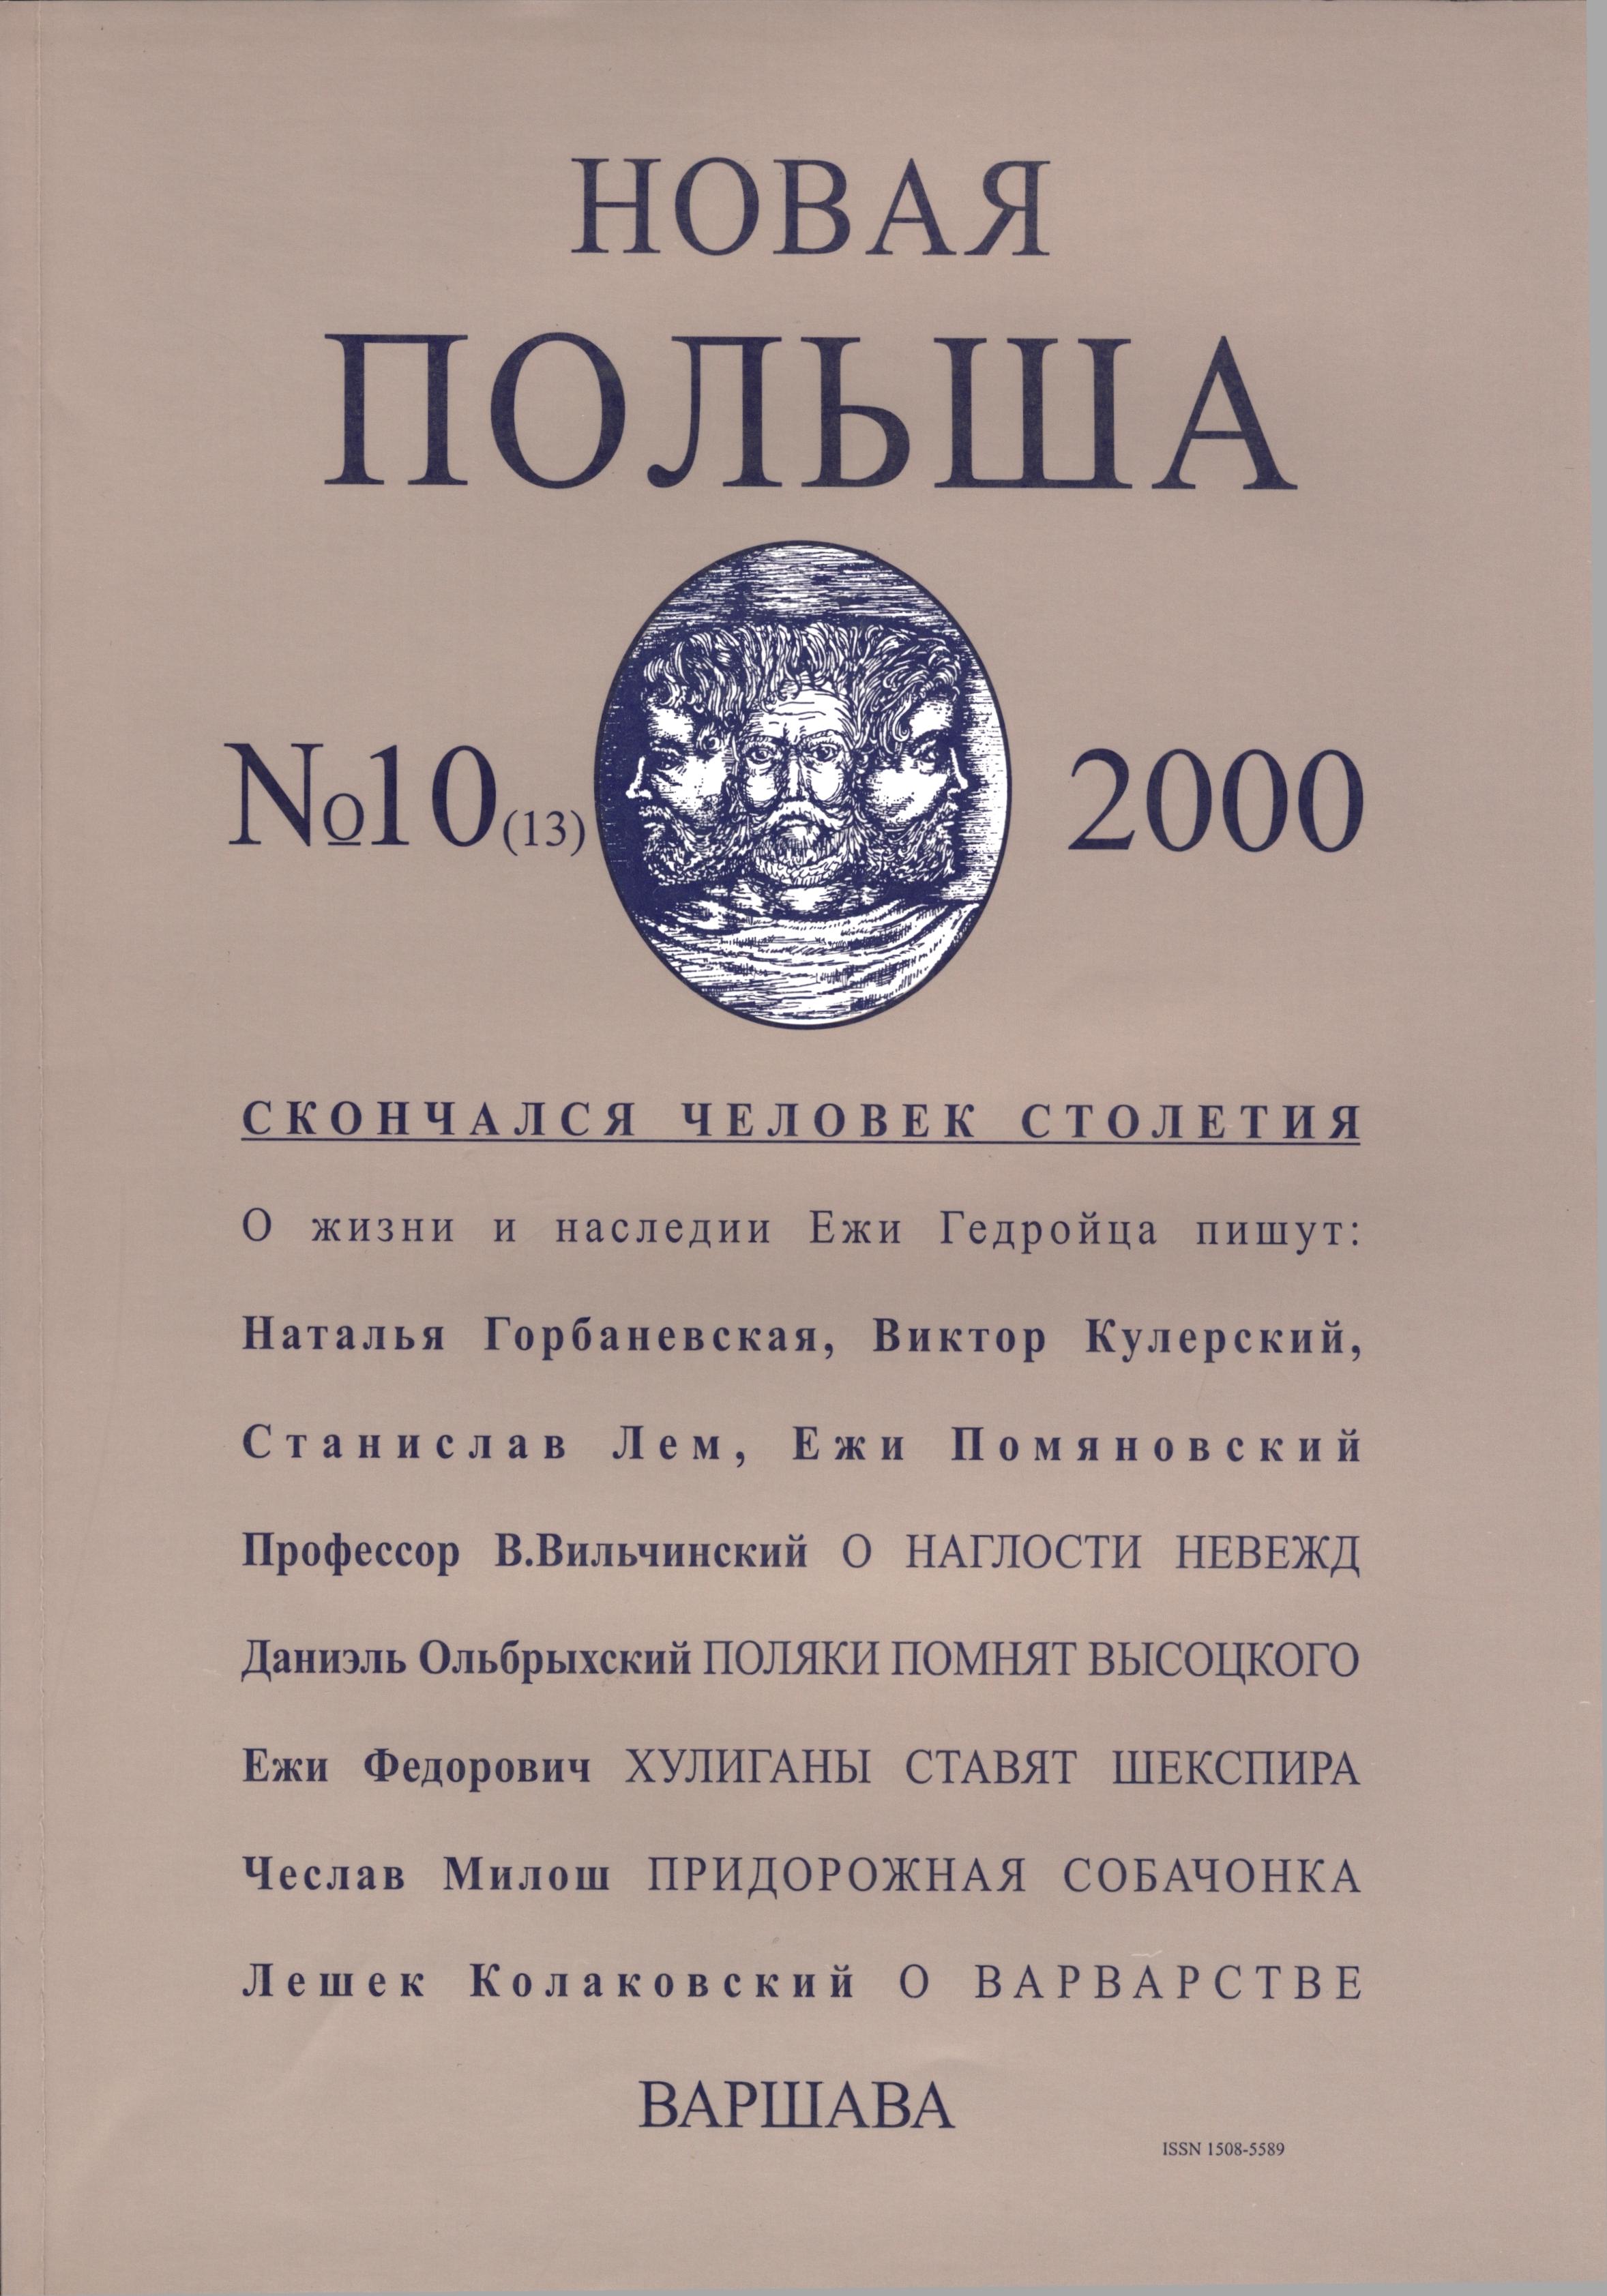 НОВАЯ
ПОЛЬША
№10(13) 2000
СКОНЧАЛСЯ ЧЕЛОВЕК СТОЛЕТИЯ
О жизни и наследии Ежи Гедройца пишут:
Наталья Горбаневская, Виктор Кулерский,
Станислав Лем, Ежи Помяновский
Профессор В.Вильчинский О НАГЛОСТИ НЕВЕЖД
Даниэль Ольбрыхский ПОЛЯКИ ПОМНЯТ ВЫСОЦКОГО
Ежи Федорович ХУЛИГАНЫ СТАВЯТ ШЕКСПИРА
Чеслав Милош ПРИДОРОЖНАЯ СОБАЧОНКА
Лешек Колаковский О ВАРВАРСТВЕ
ВАРШАВА
ISSN 1508-5589